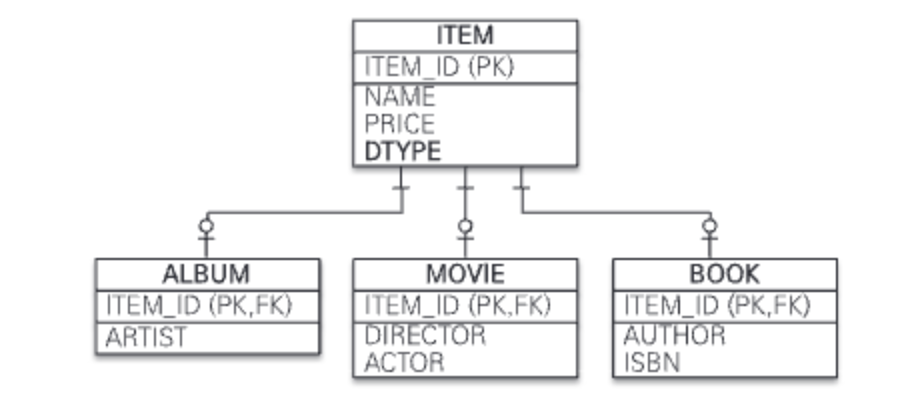 ITEM
ITEM_ID (PK)
NAME
PRICE
DTYPE
ALBUM
ITEM_ID (PK,FK)
ARTIST
MOVIE
ITEM_ID (PK,FK)
DIRECTOR
ACTOR
BOOK
ITEM_ID (PK,FK)
AUTHOR
ISBN